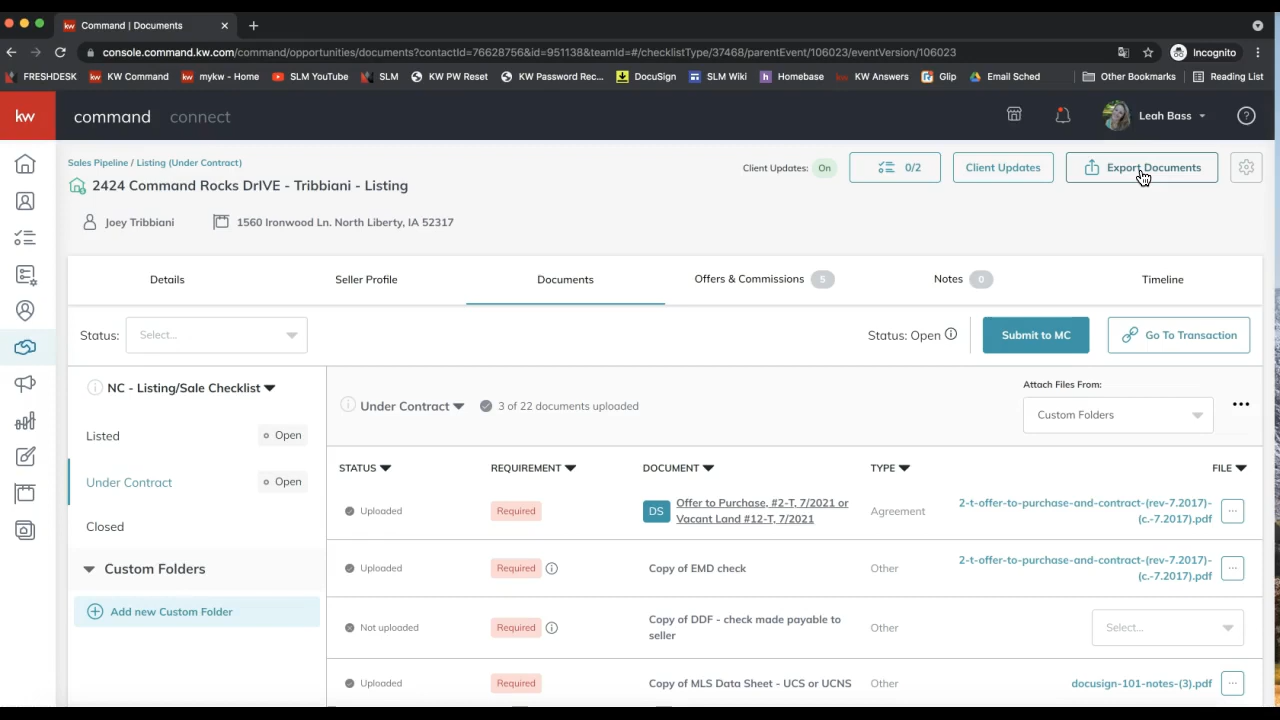 kw Command | Documents
console.command.kw.com/command/opportunities/documents?contactId=76628756&id=951138&teamId=#/checklistType/37468/parentEvent/106023/eventVersion/106023
Incognito
FRESHDESK kw KW Command kw mykw - Home SLM YouTube SLM KW PW Reset KW Password Rec... DocuSign SLM Wiki h Homebase kw KW Answers Glip Email Sched Other Bookmarks Reading List
kw command connect Leah Bass ?
Sales Pipeline / Listing (Under Contract)
2424 Command Rocks DrIVE - Tribbiani - Listing
Client Updates: On 0/2 Client Updates Export Documents
Joey Tribbiani 1560 Ironwood Ln. North Liberty, IA 52317
Details Seller Profile Documents Offers & Commissions 5 Notes 0 Timeline
Status: Select... Status: Open Submit to MC Go To Transaction
NC - Listing/Sale Checklist
Listed Open
Under Contract Open
Closed
Custom Folders
Add new Custom Folder
Under Contract 3 of 22 documents uploaded
Attach Files From:
Custom Folders
STATUS REQUIREMENT DOCUMENT TYPE FILE
Uploaded Required DS Offer to Purchase, #2-T, 7/2021 or Agreement 2-t-offer-to-purchase-and-contract-(rev-7.2017)-
Vacant Land #12-T, 7/2021 (c.-7.2017).pdf
Uploaded Required Copy of EMD check Other 2-t-offer-to-purchase-and-contract-(rev-7.2017)-
(c.-7.2017).pdf
Not uploaded Required Copy of DDF - check made payable to Other Select...
seller
Uploaded Required Copy of MLS Data Sheet - UCS or UCNS Other docusign-101-notes-(3).pdf